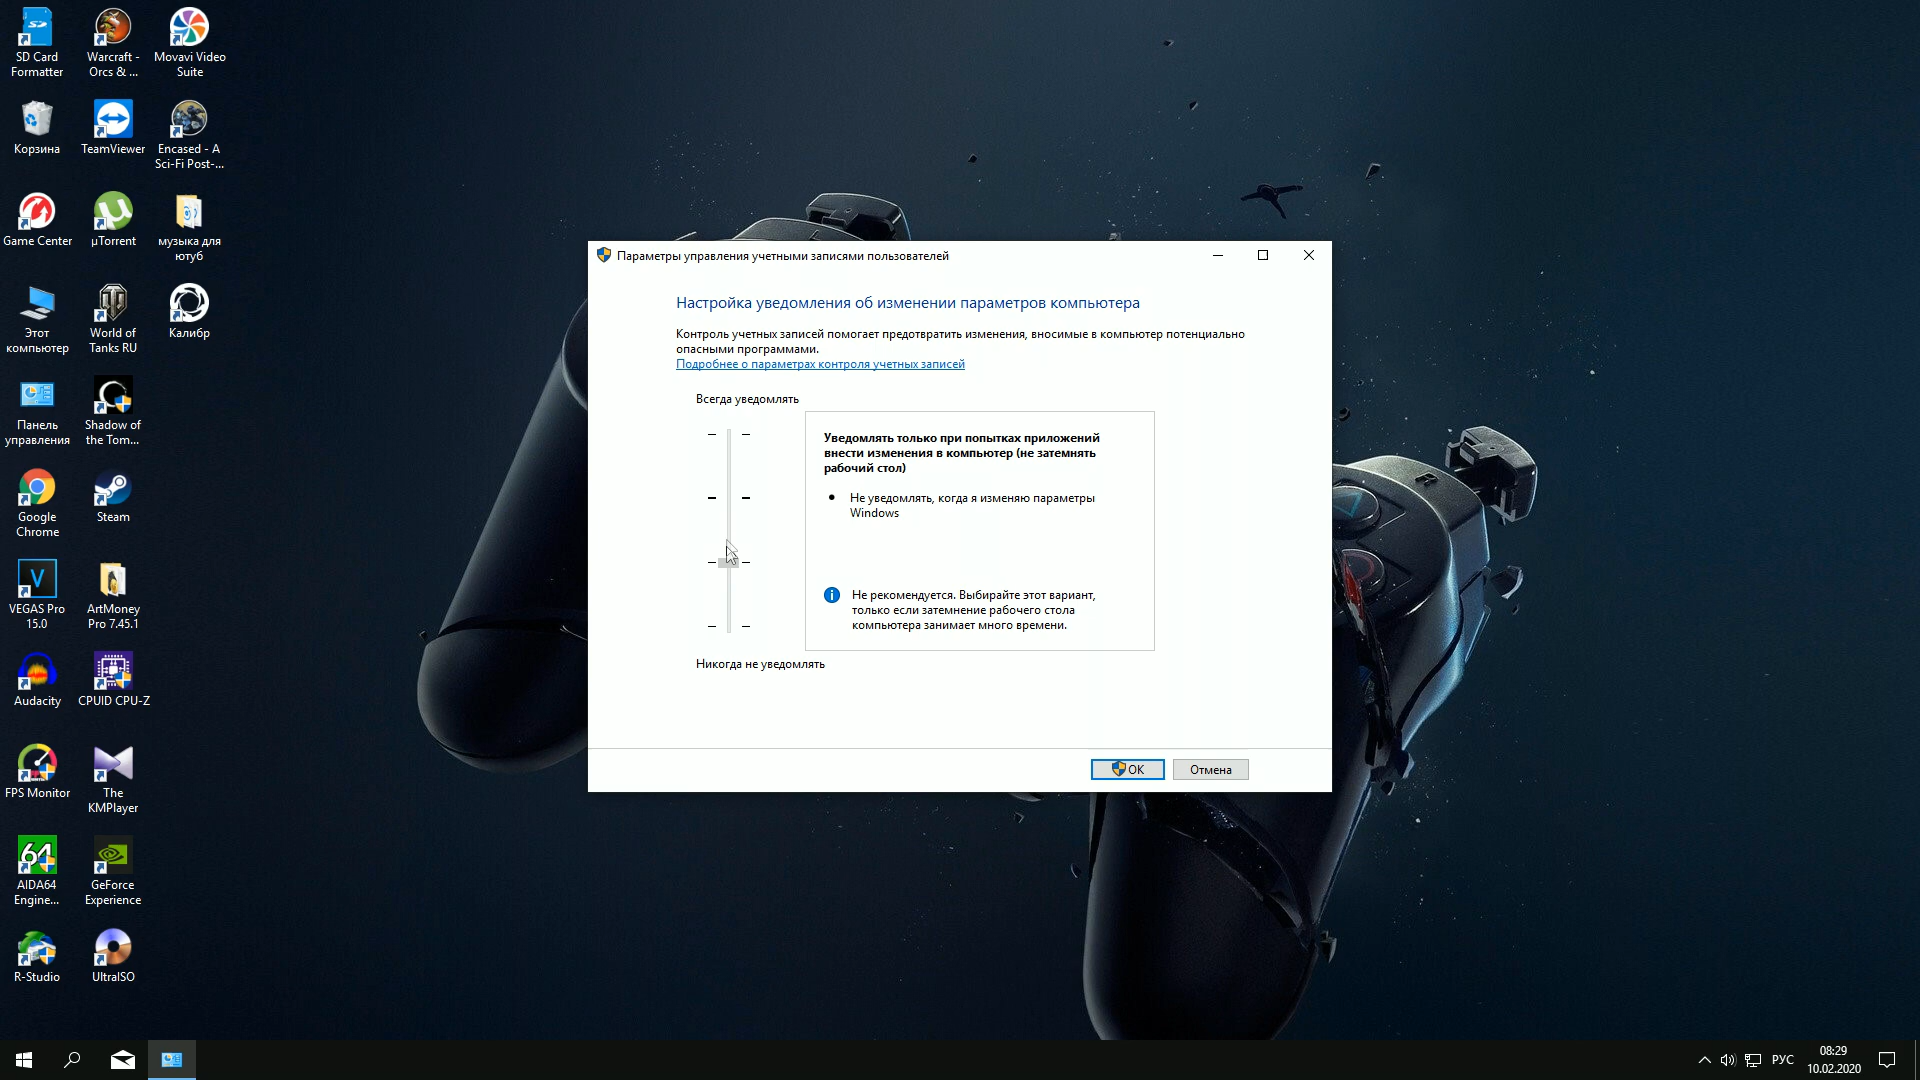 SD Card
Formatter
Warcraft -
Orcs & ...
Movavi Video
Suite
Корзина
TeamViewer
Encased - A
Sci-Fi Post-...
Game Center
µTorrent
музыка для
ютуб
Этот
компьютер
World of
Tanks RU
Калибр
Панель
управления
Shadow of
the Tom...
Google
Chrome
Steam
VEGAS Pro
15.0
ArtMoney
Pro 7.45.1
Audacity
CPUID CPU-Z
FPS Monitor
The
KMPlayer
64
AIDA64
Engine...
GeForce
Experience
R-Studio
UltraISO
Параметры управления учетными записями пользователей
Настройка уведомления об изменении параметров компьютера
Контроль учетных записей помогает предотвратить изменения, вносимые в компьютер потенциально
опасными программами.
Подробнее о параметрах контроля учетных записей
Всегда уведомлять
Уведомлять только при попытках приложений
внести изменения в компьютер (не затемнять
рабочий стол)
Не уведомлять, когда я изменяю параметры
Windows
Не рекомендуется. Выбирайте этот вариант,
только если затемнение рабочего стола
компьютера занимает много времени.
Никогда не уведомлять
ОК
Отмена
РУС
08:29
10.02.2020